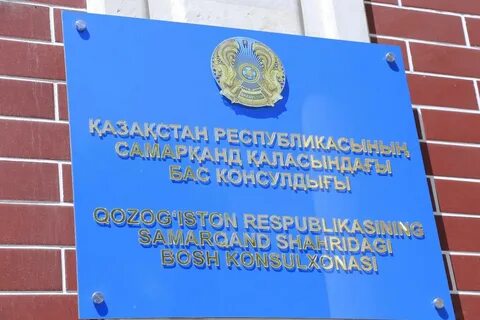 ҚАЗАҚСТАН РЕСПУБЛИКАСЫНЫҢ
САМАРҚАНД ҚАЛАСЫНДАҒЫ
БАС КОНСУЛДЫҒЫ
QOZOG‘ISTON RESPUBLIKASINING
SAMARQAND SHAHRIDAGI
BOSH KONSULXONASI